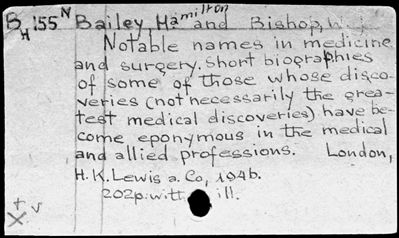 BH 155 N Bailey Hamilton and Bishop, W.
Notable names in medicine
and surgery. Short biographies
of some of those whose disco-
veries (not necessarily the grea-
test medical discoveries) have be-
come eponymous in the medical
and allied professions. London,
H.K. Lewis a. Co, 194b.
202p. with ill.